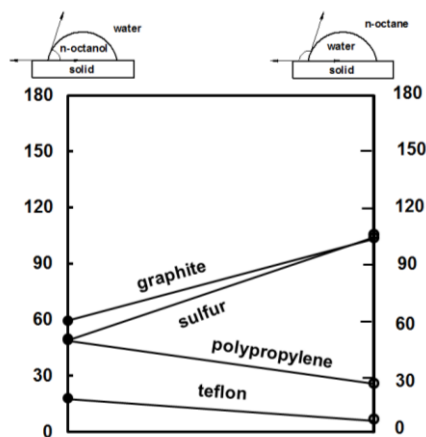 water
n-octanol
solid
n-octane
water
solid
180
150
120
90
60
30
0
180
150
120
90
60
30
0
graphite
sulfur
polypropylene
teflon